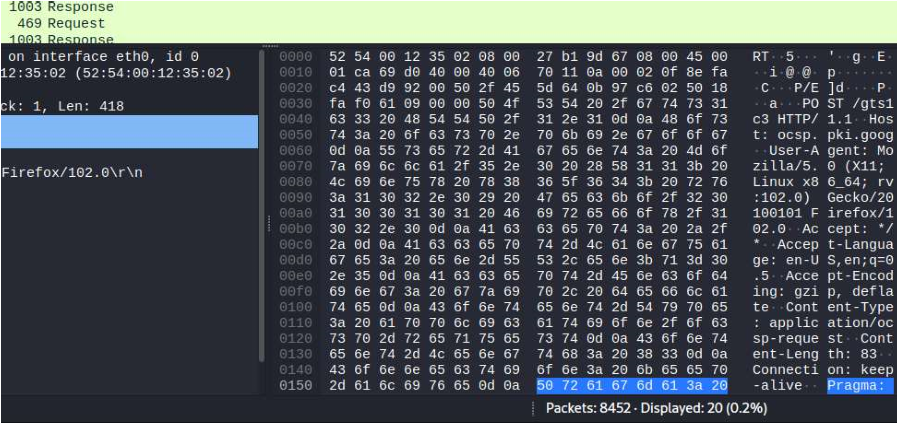 1003 Response
469 Request
1003 Response
on interface eth0, id 0
12:35:02 (52:54:00:12:35:02)
ck: 1, Len: 418
Firefox/102.0\r\n
0000 52 54 00 12 35 02 08 00 27 b1 9d 67 08 00 45 00 RT··5··· '··g··E·
0010 01 ca 69 d0 40 00 40 06 70 11 0a 00 02 0f 8e fa ··i·@·@· p·······
0020 c4 43 d9 92 00 50 2f 45 5d 64 0b 97 c6 02 50 18 ·C···P/E ]d····P·
0030 fa f0 61 09 00 00 50 4f 53 54 20 2f 67 74 73 31 ··a···PO ST /gts1
0040 63 33 20 48 54 54 50 2f 31 2e 31 0d 0a 48 6f 73 c3 HTTP/ 1.1··Hos
0050 74 3a 20 6f 63 73 70 2e 70 6b 69 2e 67 6f 6f 67 t: ocsp. pki.goog
0060 0d 0a 55 73 65 72 2d 41 67 65 6e 74 3a 20 4d 6f ··User-A gent: Mo
0070 7a 69 6c 6c 61 2f 35 2e 30 20 28 58 31 31 3b 20 zilla/5. 0 (X11;
0080 4c 69 6e 75 78 20 78 38 36 5f 36 34 3b 20 72 76 Linux x8 6_64; rv
0090 3a 31 30 32 2e 30 29 20 47 65 63 6b 6f 2f 32 30 :102.0) Gecko/20
00a0 31 30 30 31 30 31 20 46 69 72 65 66 6f 78 2f 31 100101 F irefox/1
00b0 30 32 2e 30 0d 0a 41 63 63 65 70 74 3a 20 2a 2f 02.0··Ac cept: */
00c0 2a 0d 0a 41 63 63 65 70 74 2d 4c 61 6e 67 75 61 *··Accep t-Langua
00d0 67 65 3a 20 65 6e 2d 55 53 2c 65 6e 3b 71 3d 30 ge: en-U S,en;q=0
00e0 2e 35 0d 0a 41 63 63 65 70 74 2d 45 6e 63 6f 64 .5··Acce pt-Encod
00f0 69 6e 67 3a 20 67 7a 69 70 2c 20 64 65 66 6c 61 ing: gzi p, defla
0100 74 65 0d 0a 43 6f 6e 74 65 6e 74 2d 54 79 70 65 te··Cont ent-Type
0110 3a 20 61 70 70 6c 69 63 61 74 69 6f 6e 2f 6f 63 : applic ation/oc
0120 73 70 2d 72 65 71 75 65 73 74 0d 0a 43 6f 6e 74 sp-reque st··Cont
0130 65 6e 74 2d 4c 65 6e 67 74 68 3a 20 38 33 0d 0a ent-Leng th: 83··
0140 43 6f 6e 6e 65 63 74 69 6f 6e 3a 20 6b 65 65 70 Connecti on: keep
0150 2d 61 6c 69 76 65 0d 0a 50 72 61 67 6d 61 3a 20 -alive·· Pragma:
Packets: 8452 · Displayed: 20 (0.2%)